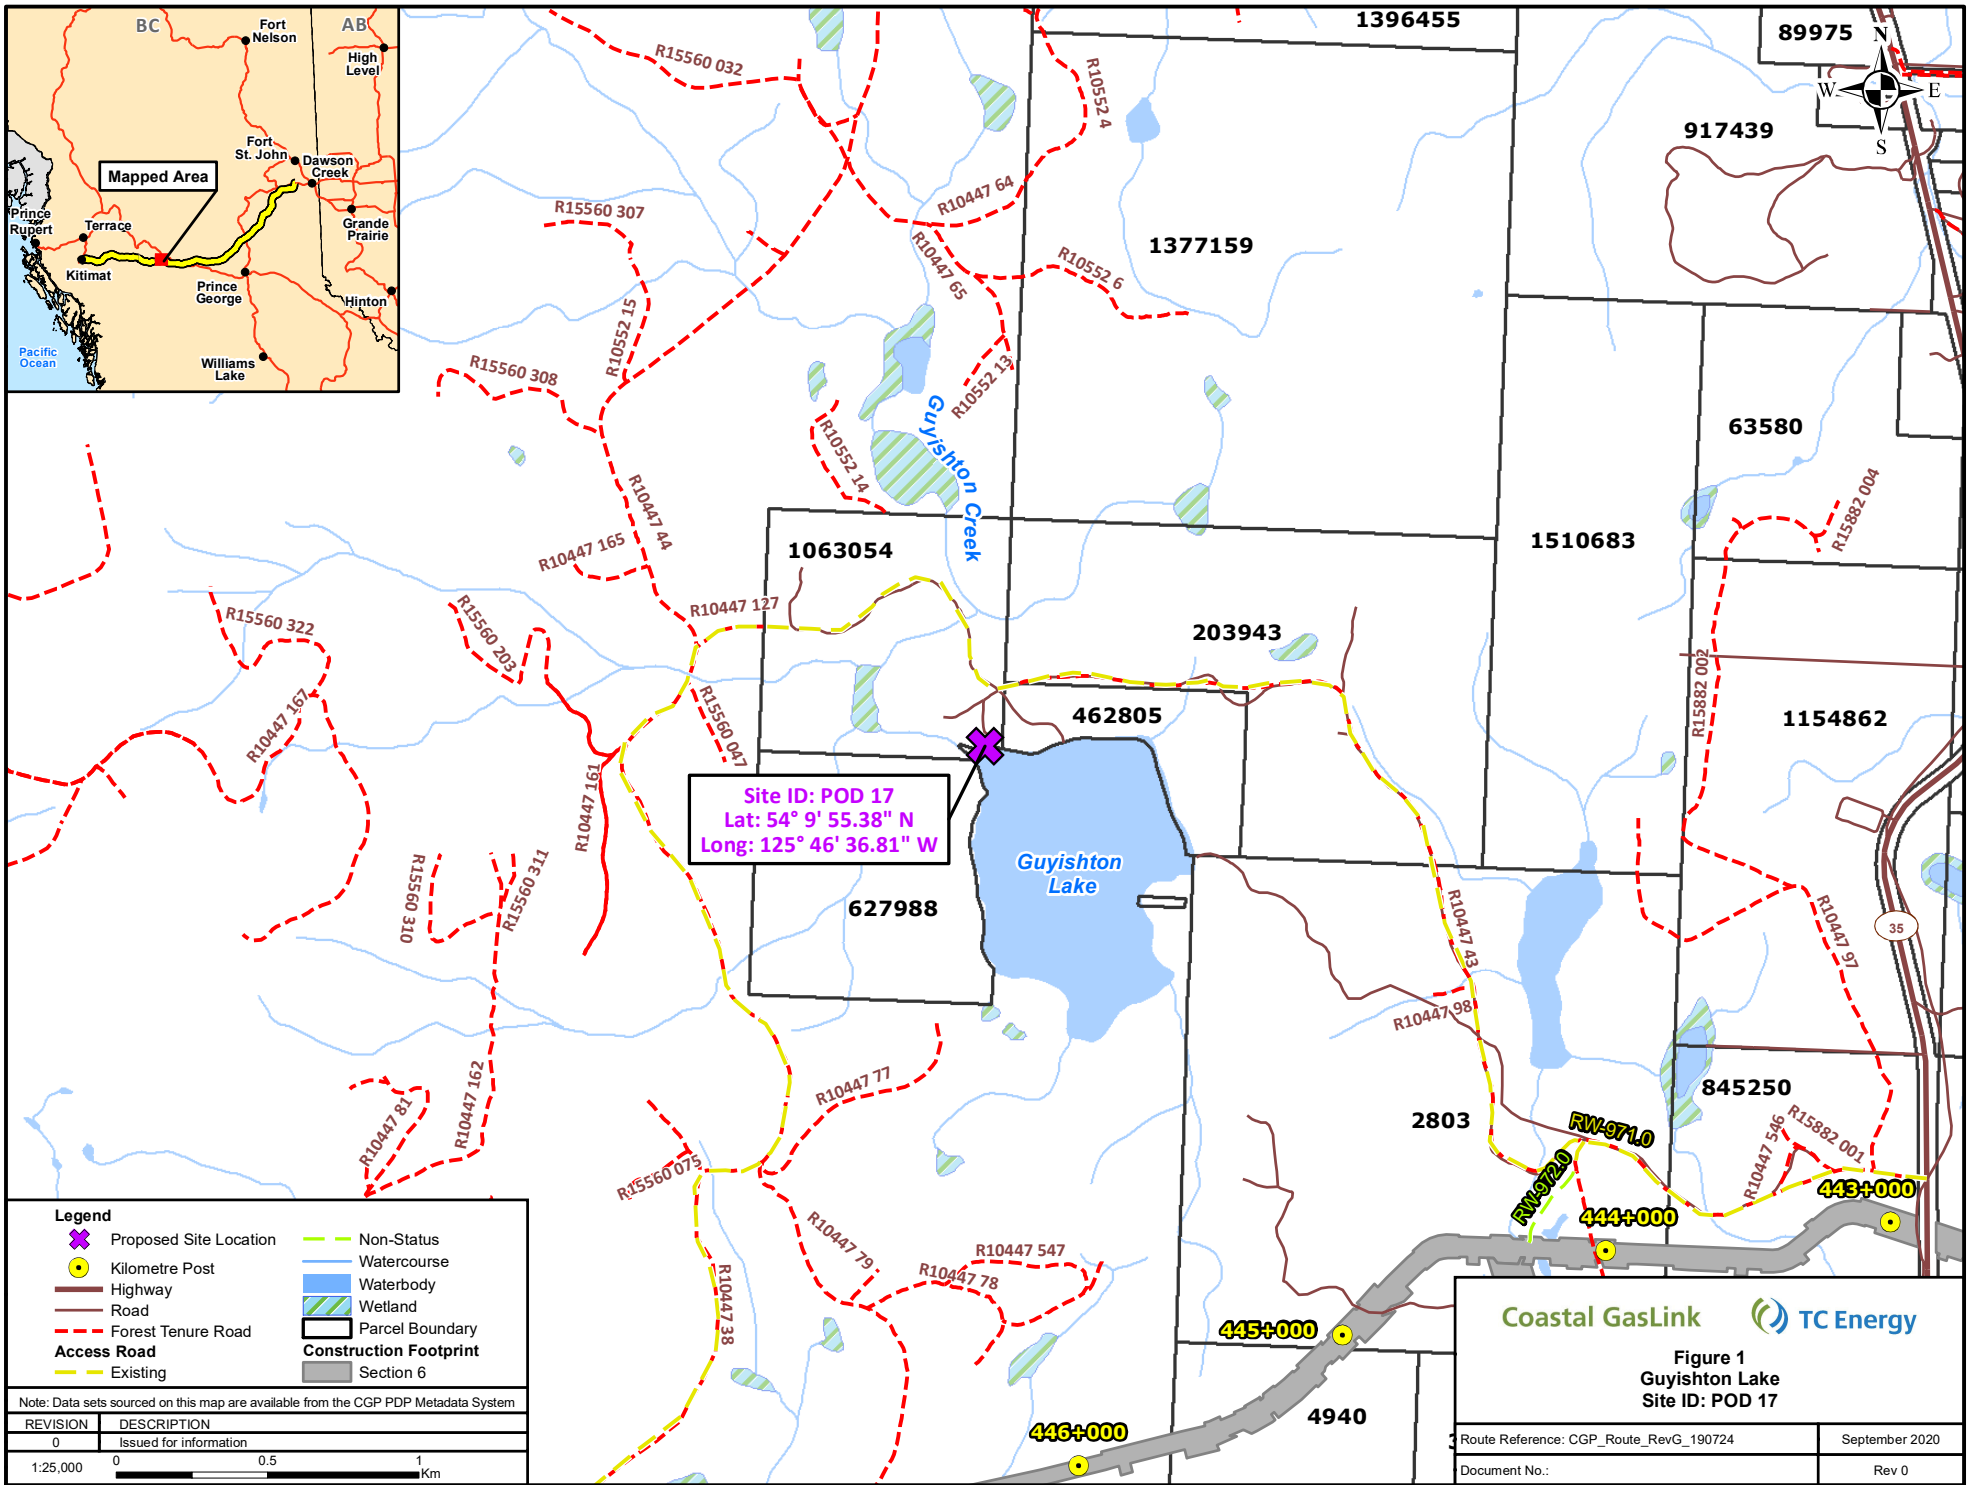 BC
AB
Fort
Nelson
High
Level
Fort
St. John
Dawson
Creek
Mapped Area
Prince
Rupert
Terrace
Grande
Prairie
Kitimat
Prince
George
Hinton
Pacific
Ocean
Williams
Lake
1396455
89975
N
W
E
S
917439
R15560 032
R10552 4
R10447 64
R15560 307
R10447 65
1377159
R10552 6
R10552 15
R15560 308
R10552 13
Guyishton Creek
R10552 14
63580
R15882 004
R10447 44
R10447 165
1063054
1510683
R10447 127
R15560 322
R15560 203
203943
R15882 002
R10447 167
R15560 047
462805
1154862
R10447 161
Site ID: POD 17
Lat: 54° 9' 55.38" N
Long: 125° 46' 36.81" W
Guyishton
Lake
R15560 310
R15560 311
627988
R10447 43
R10447 97
35
R10447 98
R10447 162
R10447 81
R10447 77
845250
2803
RW-971.0
R10447 546
R15882 001
RW-972.0
443+000
444+000
R15560 075
R10447 79
R10447 547
R10447 78
R10447 38
445+000
446+000
4940
3
Legend
Proposed Site Location
Kilometre Post
Highway
Road
Forest Tenure Road
Access Road
Existing
Non-Status
Watercourse
Waterbody
Wetland
Parcel Boundary
Construction Footprint
Section 6
Note: Data sets sourced on this map are available from the CGP PDP Metadata System
REVISION DESCRIPTION
0 Issued for information
1:25,000
0 0.5 1
Km
Coastal GasLink
TC Energy
Figure 1
Guyishton Lake
Site ID: POD 17
Route Reference: CGP_Route_RevG_190724
September 2020
Document No.:
Rev 0